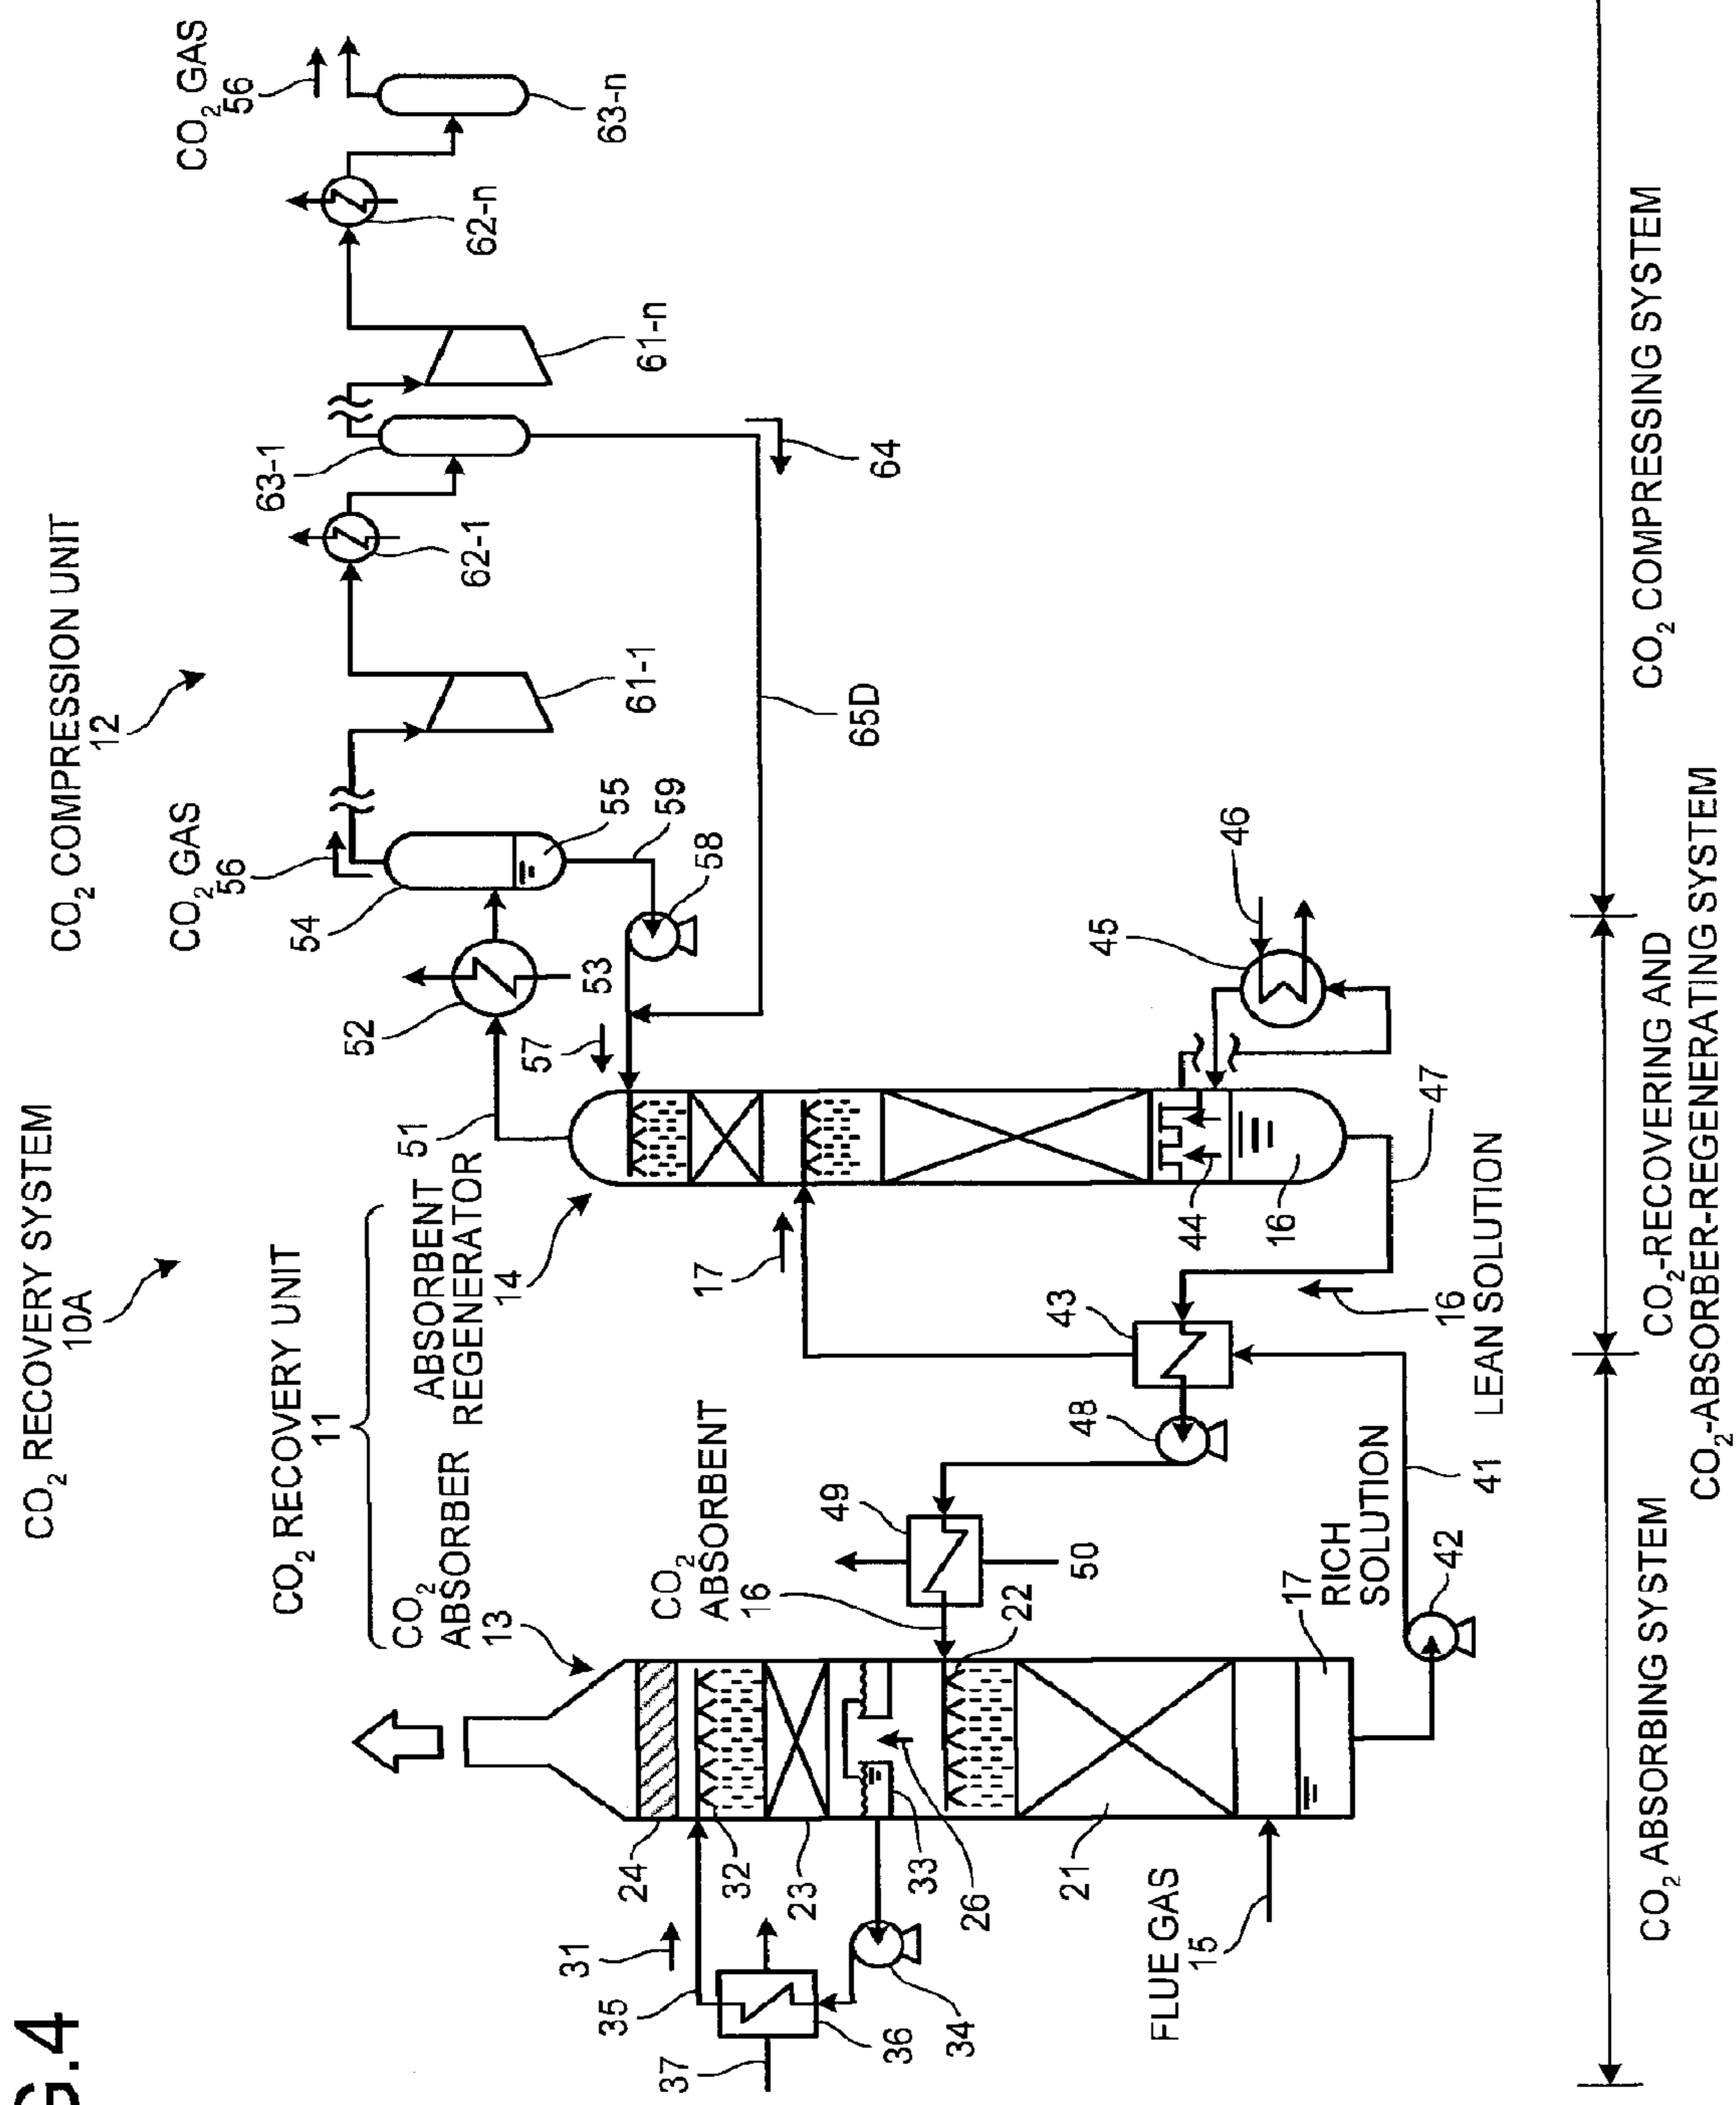 G.4
CO2 RECOVERY SYSTEM
10A
CO2 COMPRESSION UNIT
12
CO2 RECOVERY UNIT
11
CO2
ABSORBER
13
ABSORBENT
REGENERATOR
14
CO2 GAS
56
CO2 GAS
56
51
52
53
54
55
57
58
59
61-1
62-1
63-1
61-n
62-n
63-n
64
65D
CO2
ABSORBENT
16
24
31
32
35
23
37
36
34
33
26
21
22
49
50
48
43
17
44
16
45
46
47
FLUE GAS
15
17
RICH
SOLUTION
42
41
16
LEAN SOLUTION
CO2 ABSORBING SYSTEM
CO2-RECOVERING AND
CO2-ABSORBER-REGENERATING SYSTEM
CO2 COMPRESSING SYSTEM